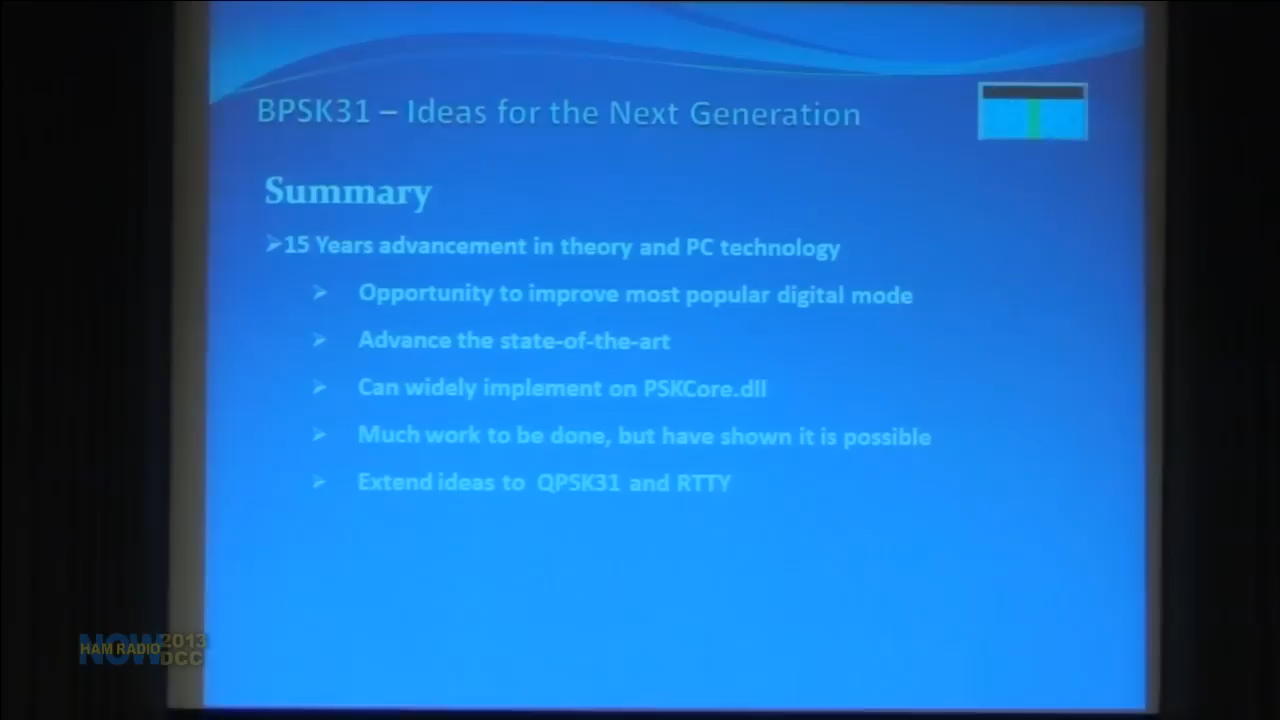 BPSK31 – Ideas for the Next Generation
Summary
➢15 Years advancement in theory and PC technology
➢ Opportunity to improve most popular digital mode
➢ Advance the state-of-the-art
➢ Can widely implement on PSKCore.dll
➢ Much work to be done, but have shown it is possible
➢ Extend ideas to QPSK31 and RTTY
HAM RADIO NOW 2013 DCC